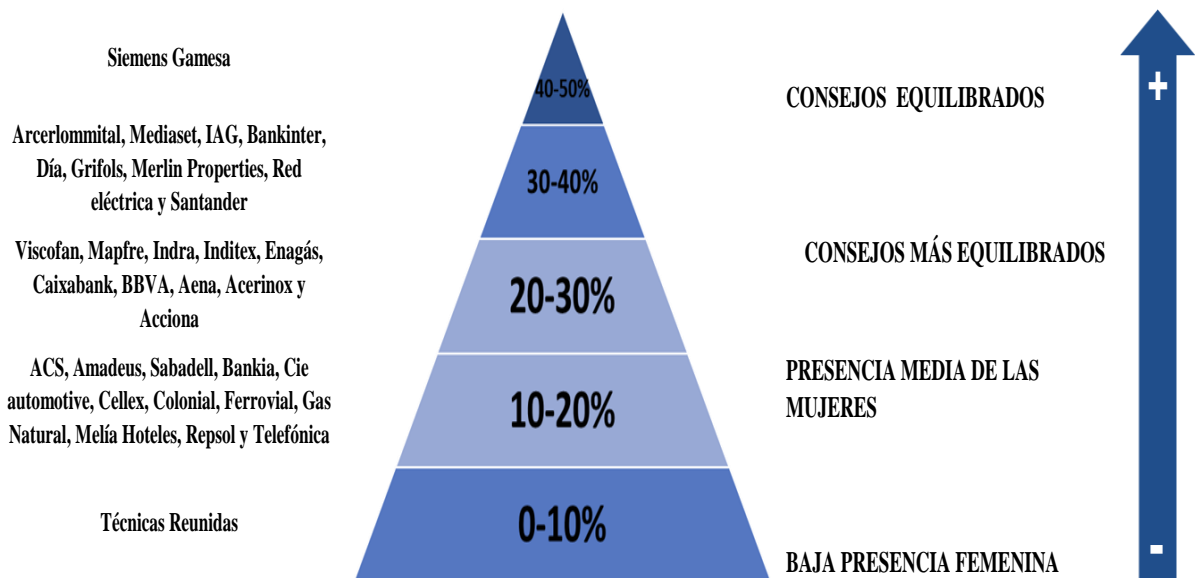 Siemens Gamesa
40-50%
CONSEJOS EQUILIBRADOS
+
Arcerlommital, Mediaset, IAG, Bankinter,
Día, Grifols, Merlin Properties, Red
eléctrica y Santander
30-40%
Viscofan, Mapfre, Indra, Inditex, Enagás,
Caixabank, BBVA, Aena, Acerinox y
Acciona
20-30%
CONSEJOS MÁS EQUILIBRADOS
ACS, Amadeus, Sabadell, Bankia, Cie
automotive, Cellex, Colonial, Ferrovial, Gas
Natural, Melía Hoteles, Repsol y Telefónica
10-20%
PRESENCIA MEDIA DE LAS
MUJERES
Técnicas Reunidas
0-10%
BAJA PRESENCIA FEMENINA
-